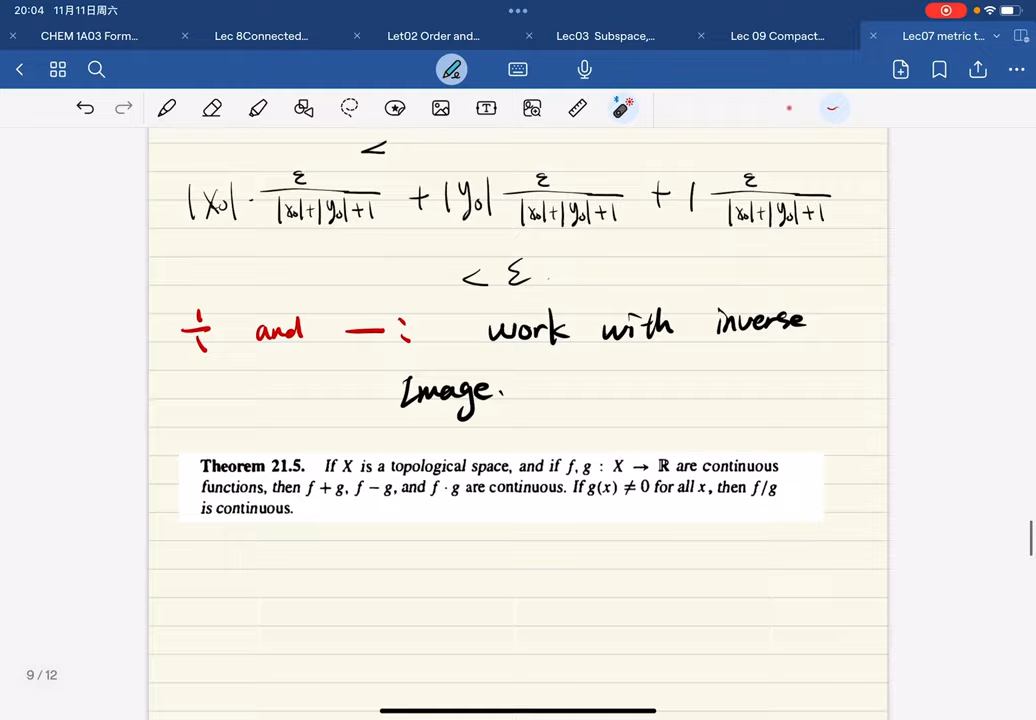 20:04 11月11日周六
CHEM 1A03 Form... Lec 8Connected... Let02 Order and... Lec03 Subspace,... Lec 09 Compact... Lec07 metric t...
<
|x₀| · ε/(|x₀|+|y₀|+1) + |y₀| ε/(|x₀|+|y₀|+1) + | ε/(|x₀|+|y₀|+1)
< ε.
÷ and — : work with inverse
Image.
Theorem 21.5. If X is a topological space, and if f, g : X → ℝ are continuous
functions, then f + g, f − g, and f · g are continuous. If g(x) ≠ 0 for all x, then f/g
is continuous.
9 / 12